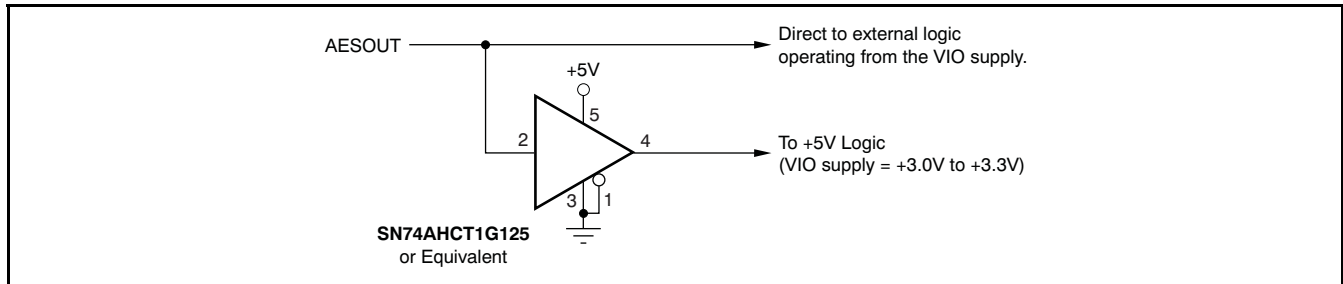 AESOUT
Direct to external logic
operating from the VIO supply.
+5V
5
2
4
To +5V Logic
(VIO supply = +3.0V to +3.3V)
3
1
SN74AHCT1G125
or Equivalent